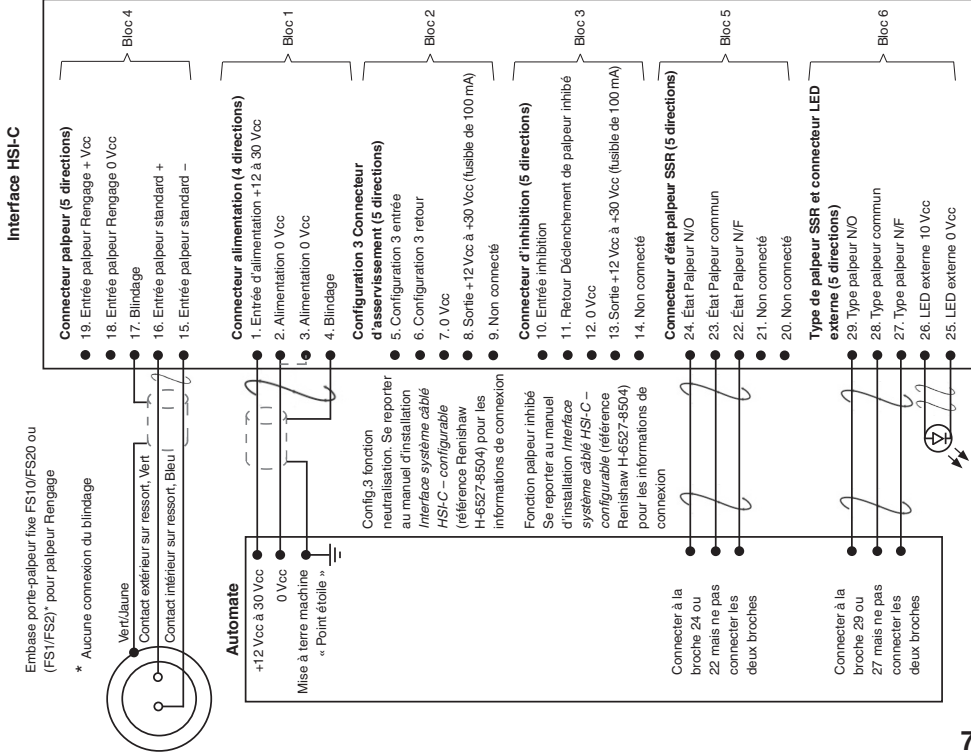 Interface HSI-C
Embase porte-palpeur fixe FS10/FS20 ou
(FS1/FS2)* pour palpeur Rengage
* Aucune connexion du blindage
Vert/Jaune
Contact extérieur sur ressort, Vert
Contact intérieur sur ressort, Bleu
Connecteur palpeur (5 directions)
19. Entrée palpeur Rengage + Vcc
18. Entrée palpeur Rengage 0 Vcc
17. Blindage
16. Entrée palpeur standard +
15. Entrée palpeur standard –
Bloc 4
Automate
+12 Vcc à 30 Vcc
0 Vcc
Mise à terre machine
« Point étoile »
Connecteur alimentation (4 directions)
1. Entrée d'alimentation +12 à 30 Vcc
2. Alimentation 0 Vcc
3. Alimentation 0 Vcc
4. Blindage
Bloc 1
Config.3 fonction
neutralisation. Se reporter
au manuel d'installation
Interface système câblé
HSI-C – configurable
(référence Renishaw
H-6527-8504) pour les
informations de connexion
Configuration 3 Connecteur
d'asservissement (5 directions)
5. Configuration 3 entrée
6. Configuration 3 retour
7. 0 Vcc
8. Sortie +12 Vcc à +30 Vcc (fusible de 100 mA)
9. Non connecté
Bloc 2
Fonction palpeur inhibé
Se reporter au manuel
d'installation Interface
système câblé HSI-C –
configurable (référence
Renishaw H-6527-8504)
pour les informations de
connexion
Connecteur d'inhibition (5 directions)
10. Entrée inhibition
11. Retour Déclenchement de palpeur inhibé
12. 0 Vcc
13. Sortie +12 Vcc à +30 Vcc (fusible de 100 mA)
14. Non connecté
Bloc 3
Connecter à la
broche 24 ou
22 mais ne pas
connecter les
deux broches
Connecteur d'état palpeur SSR (5 directions)
24. État Palpeur N/O
23. État Palpeur commun
22. État Palpeur N/F
21. Non connecté
20. Non connecté
Bloc 5
Connecter à la
broche 29 ou
27 mais ne pas
connecter les
deux broches
Type de palpeur SSR et connecteur LED
externe (5 directions)
29. Type palpeur N/O
28. Type palpeur commun
27. Type palpeur N/F
26. LED externe 10 Vcc
25. LED externe 0 Vcc
Bloc 6
7